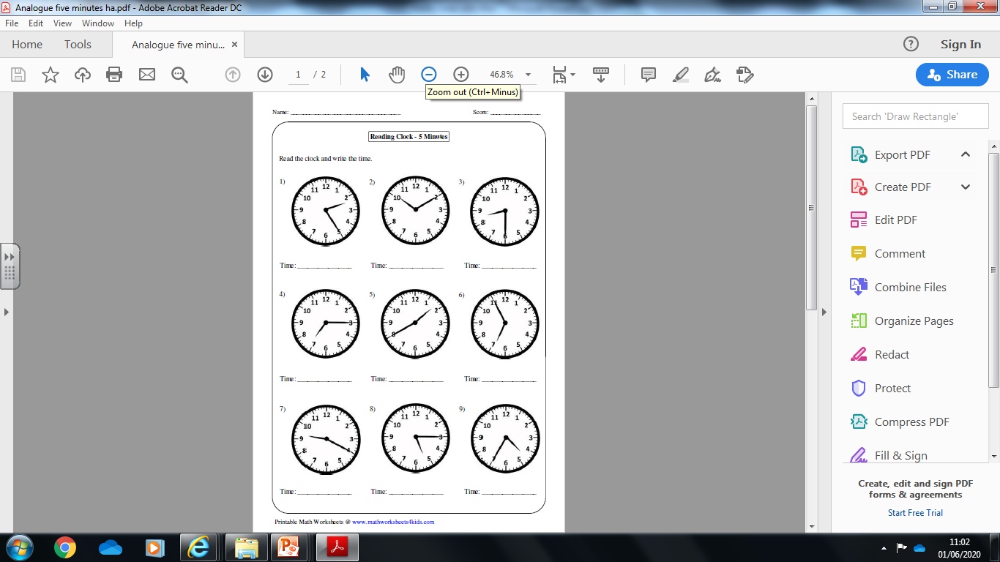 Analogue five minutes ha.pdf - Adobe Acrobat Reader DC
File Edit View Window Help
Home Tools Analogue five minu... × Sign In
1 / 2 46.8% Share
Zoom out (Ctrl+Minus)
Search 'Draw Rectangle'
Export PDF
Create PDF
Edit PDF
Comment
Combine Files
Organize Pages
Redact
Protect
Compress PDF
Fill & Sign
Create, edit and sign PDF
forms & agreements
Start Free Trial
Name: ______________ Score: ______________
Reading Clock - 5 Minutes
Read the clock and write the time.
1) 2) 3)
12 1 2 3 4 5 6 7 8 9 10 11
12 1 2 3 4 5 6 7 8 9 10 11
12 1 2 3 4 5 6 7 8 9 10 11
Time: ______________ Time: ______________ Time: ______________
4) 5) 6)
12 1 2 3 4 5 6 7 8 9 10 11
12 1 2 3 4 5 6 7 8 9 10 11
12 1 2 3 4 5 6 7 8 9 10 11
Time: ______________ Time: ______________ Time: ______________
7) 8) 9)
12 1 2 3 4 5 6 7 8 9 10 11
12 1 2 3 4 5 6 7 8 9 10 11
12 1 2 3 4 5 6 7 8 9 10 11
Time: ______________ Time: ______________ Time: ______________
Printable Math Worksheets @ www.mathworksheets4kids.com
11:02
01/06/2020